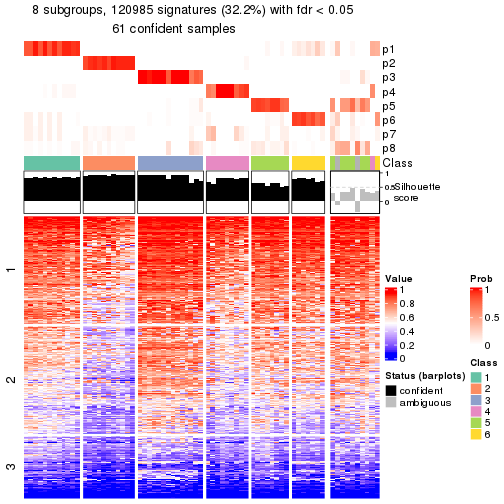 8 subgroups, 120985 signatures (32.2%) with fdr < 0.05
61 confident samples
p1
p2
p3
p4
p5
p6
p7
p8
Class
1
0.5
0
Silhouette
score
1
2
3
Value
1
0.8
0.6
0.4
0.2
0
Prob
1
0.5
0
Status (barplots)
confident
ambiguous
Class
1
2
3
4
5
6